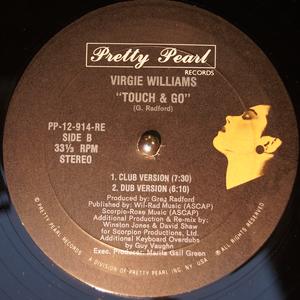 Pretty Pearl
RECORDS
VIRGIE WILLIAMS
“TOUCH & GO”
(G. Radford)
PP-12-914-RE
SIDE B
33⅓ RPM
STEREO
1. CLUB VERSION (7:30)
2. DUB VERSION (6:10)
Produced by: Greg Radford
Published by: Wil-Rad Music (ASCAP)
Scorpio-Rose Music (ASCAP)
Additional Production & Re-mix by:
Winston Jones & David Shaw
for Scorpion Productions, Ltd.
Additional Keyboard Overdubs
by Guy Vaughn
Exec. Producer: Marila Gail Green
℗ PRETTY PEARL RECORDS
A DIVISION OF PRETTY PEARL INC. NY, USA
© ALL RIGHTS RESERVED